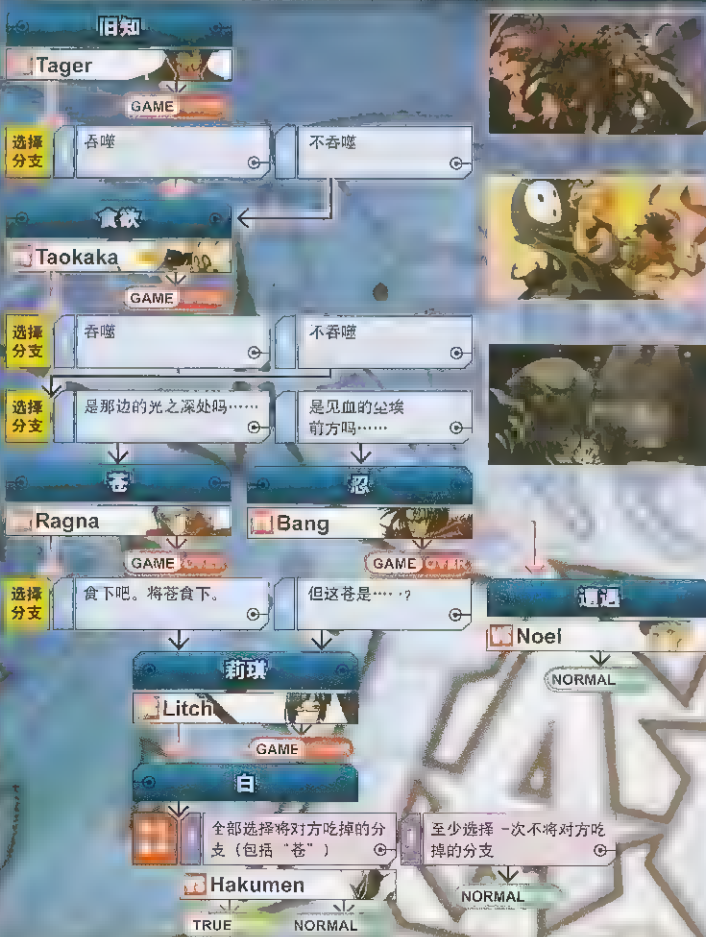 旧知
Tager
GAME
选择
分支
吞噬
不吞噬
食饮
Taokaka
GAME
选择
分支
吞噬
不吞噬
选择
分支
是那边的光之深处吗……
是见血的尘埃
前方吗……
苍
Ragna
GAME
忍
Bang
GAME
选择
分支
食下吧。将苍食下。
但这苍是……?
遭遇
Noel
NORMAL
莉琪
Litch
GAME
白
全部选择将对方吃掉的分
支（包括“苍”）
至少选择一次不将对方吃
掉的分支
Hakumen
NORMAL
TRUE
NORMAL